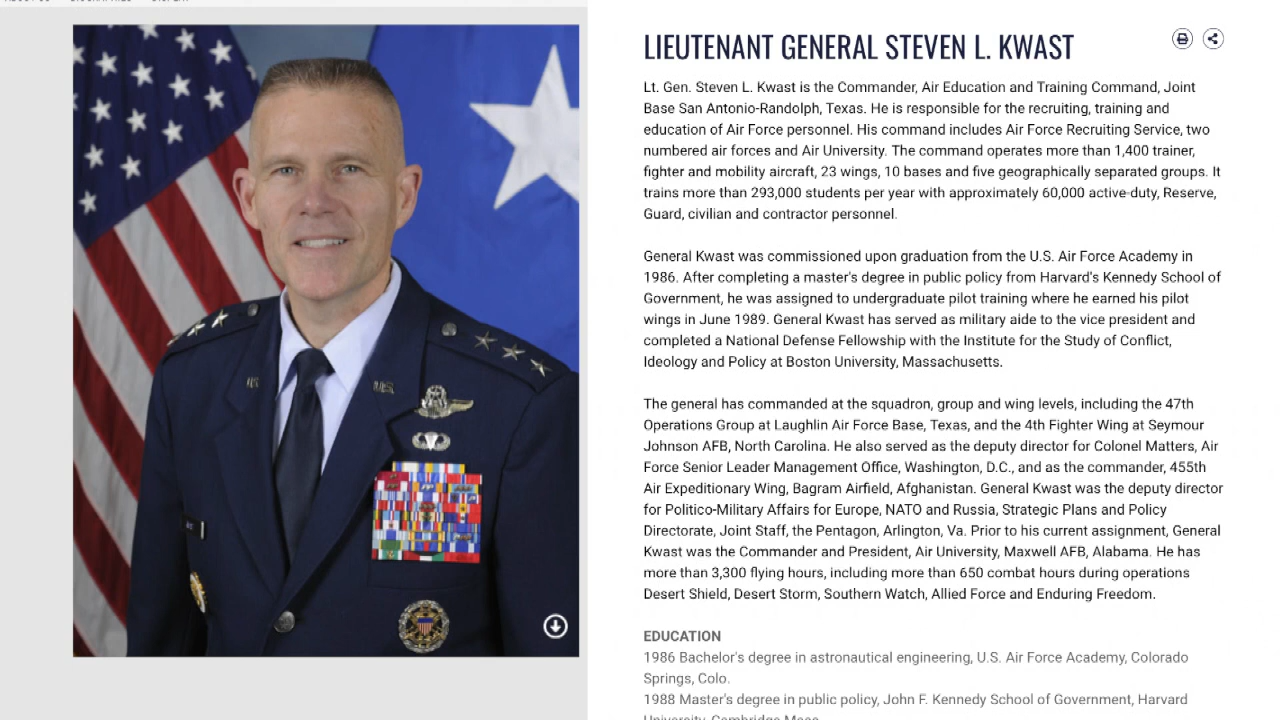 LIEUTENANT GENERAL STEVEN L. KWAST
Lt. Gen. Steven L. Kwast is the Commander, Air Education and Training Command, Joint
Base San Antonio-Randolph, Texas. He is responsible for the recruiting, training and
education of Air Force personnel. His command includes Air Force Recruiting Service, two
numbered air forces and Air University. The command operates more than 1,400 trainer,
fighter and mobility aircraft, 23 wings, 10 bases and five geographically separated groups. It
trains more than 293,000 students per year with approximately 60,000 active-duty, Reserve,
Guard, civilian and contractor personnel.
General Kwast was commissioned upon graduation from the U.S. Air Force Academy in
1986. After completing a master's degree in public policy from Harvard's Kennedy School of
Government, he was assigned to undergraduate pilot training where he earned his pilot
wings in June 1989. General Kwast has served as military aide to the vice president and
completed a National Defense Fellowship with the Institute for the Study of Conflict,
Ideology and Policy at Boston University, Massachusetts.
The general has commanded at the squadron, group and wing levels, including the 47th
Operations Group at Laughlin Air Force Base, Texas, and the 4th Fighter Wing at Seymour
Johnson AFB, North Carolina. He also served as the deputy director for Colonel Matters, Air
Force Senior Leader Management Office, Washington, D.C., and as the commander, 455th
Air Expeditionary Wing, Bagram Airfield, Afghanistan. General Kwast was the deputy director
for Politico-Military Affairs for Europe, NATO and Russia, Strategic Plans and Policy
Directorate, Joint Staff, the Pentagon, Arlington, Va. Prior to his current assignment, General
Kwast was the Commander and President, Air University, Maxwell AFB, Alabama. He has
more than 3,300 flying hours, including more than 650 combat hours during operations
Desert Shield, Desert Storm, Southern Watch, Allied Force and Enduring Freedom.
EDUCATION
1986 Bachelor's degree in astronautical engineering, U.S. Air Force Academy, Colorado
Springs, Colo.
1988 Master's degree in public policy, John F. Kennedy School of Government, Harvard
University, Cambridge Mass.